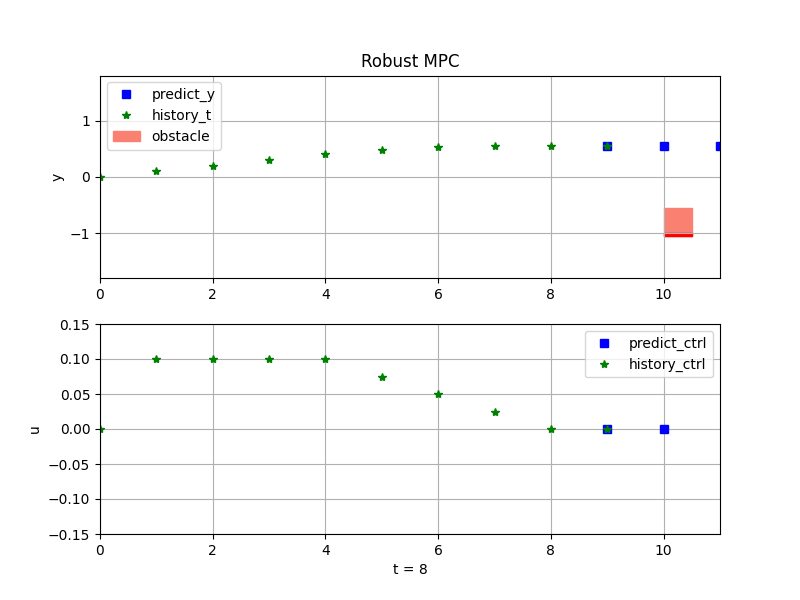 Robust MPC
predict_y
history_t
obstacle
y
1
0
−1
0 2 4 6 8 10
predict_ctrl
history_ctrl
u
0.15
0.10
0.05
0.00
−0.05
−0.10
−0.15
0 2 4 6 8 10
t = 8